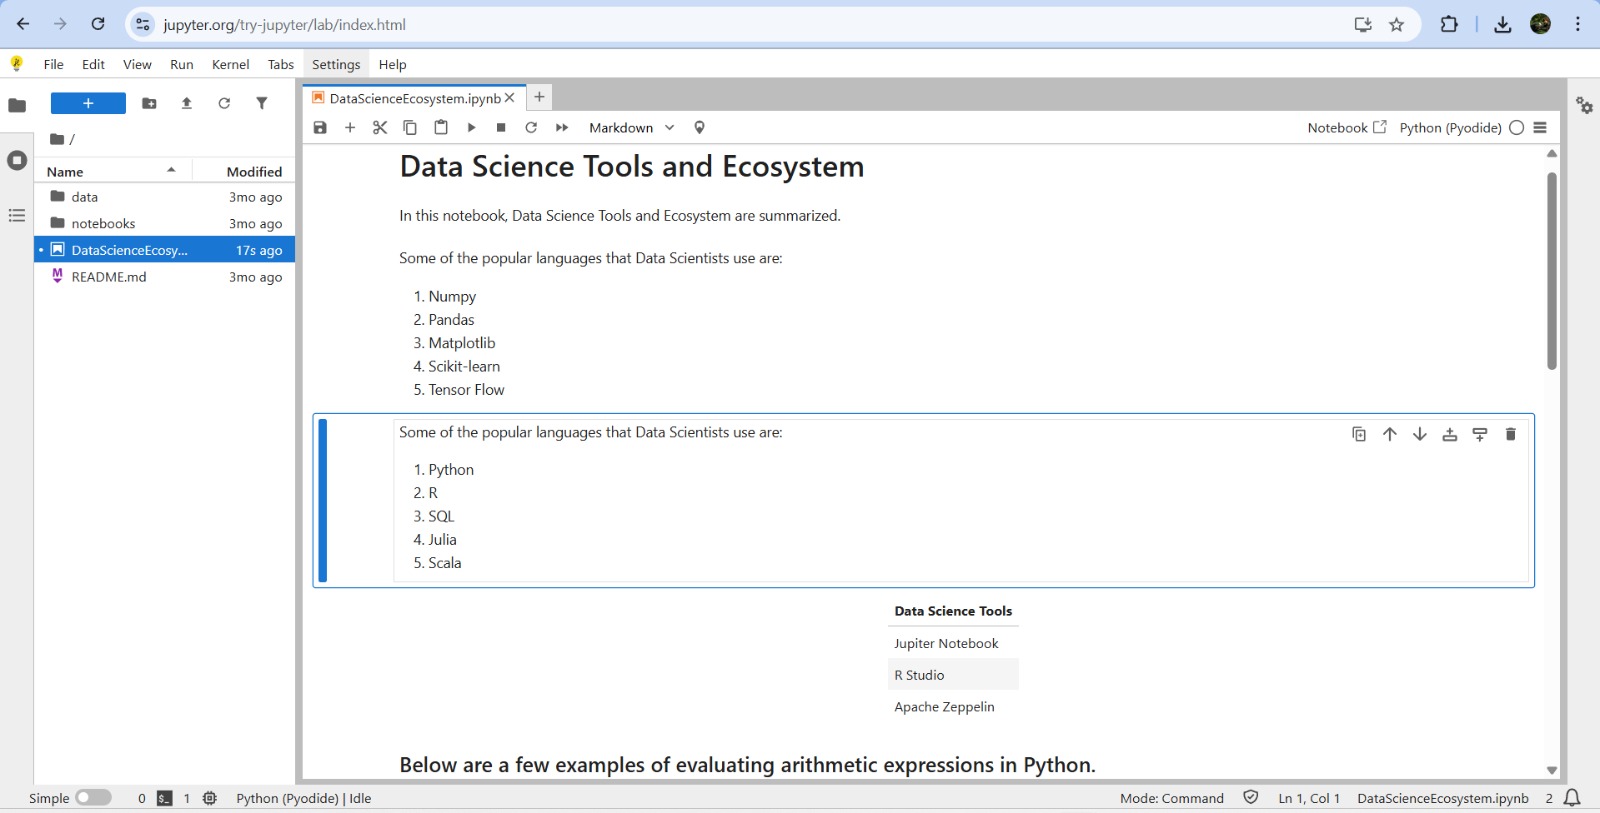 jupyter.org/try-jupyter/lab/index.html
File Edit View Run Kernel Tabs Settings Help
DataScienceEcosystem.ipynb
Markdown
Notebook Python (Pyodide)
/
Name Modified
data 3mo ago
notebooks 3mo ago
DataScienceEcosy... 17s ago
README.md 3mo ago
Data Science Tools and Ecosystem
In this notebook, Data Science Tools and Ecosystem are summarized.
Some of the popular languages that Data Scientists use are:
1. Numpy
2. Pandas
3. Matplotlib
4. Scikit-learn
5. Tensor Flow
Some of the popular languages that Data Scientists use are:
1. Python
2. R
3. SQL
4. Julia
5. Scala
Data Science Tools
Jupiter Notebook
R Studio
Apache Zeppelin
Below are a few examples of evaluating arithmetic expressions in Python.
Simple 0 1 Python (Pyodide) | Idle Mode: Command Ln 1, Col 1 DataScienceEcosystem.ipynb 2